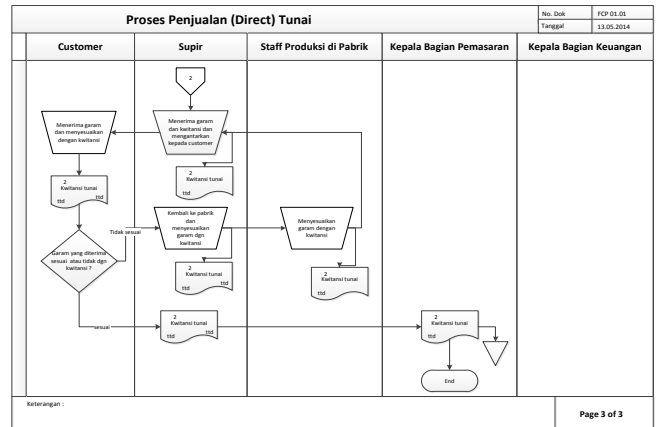 Proses Penjualan (Direct) Tunai
No. Dok
FCP 01.01
Tanggal
13.05.2014
Customer
Supir
Staff Produksi di Pabrik
Kepala Bagian Pemasaran
Kepala Bagian Keuangan
2
Menerima garam
dan menyesuaikan
dengan kwitansi
Menerima garam
dan kwitansi dan
mengantarkan
kepada customer
2
Kwitansi tunai
ttd
2
Kwitansi tunai
ttd
ttd
Tidak sesuai
Kembali ke pabrik
dan
menyesuaikan
garam dgn
kwitansi
Menyesuaikan
garam dengan
kwitansi
Garam yang diterima
sesuai atau tidak dgn
kwitansi ?
2
Kwitansi tunai
ttd
ttd
2
Kwitansi tunai
ttd
sesuai
2
Kwitansi tunai
ttd
ttd
2
Kwitansi tunai
ttd
End
Keterangan :
Page 3 of 3